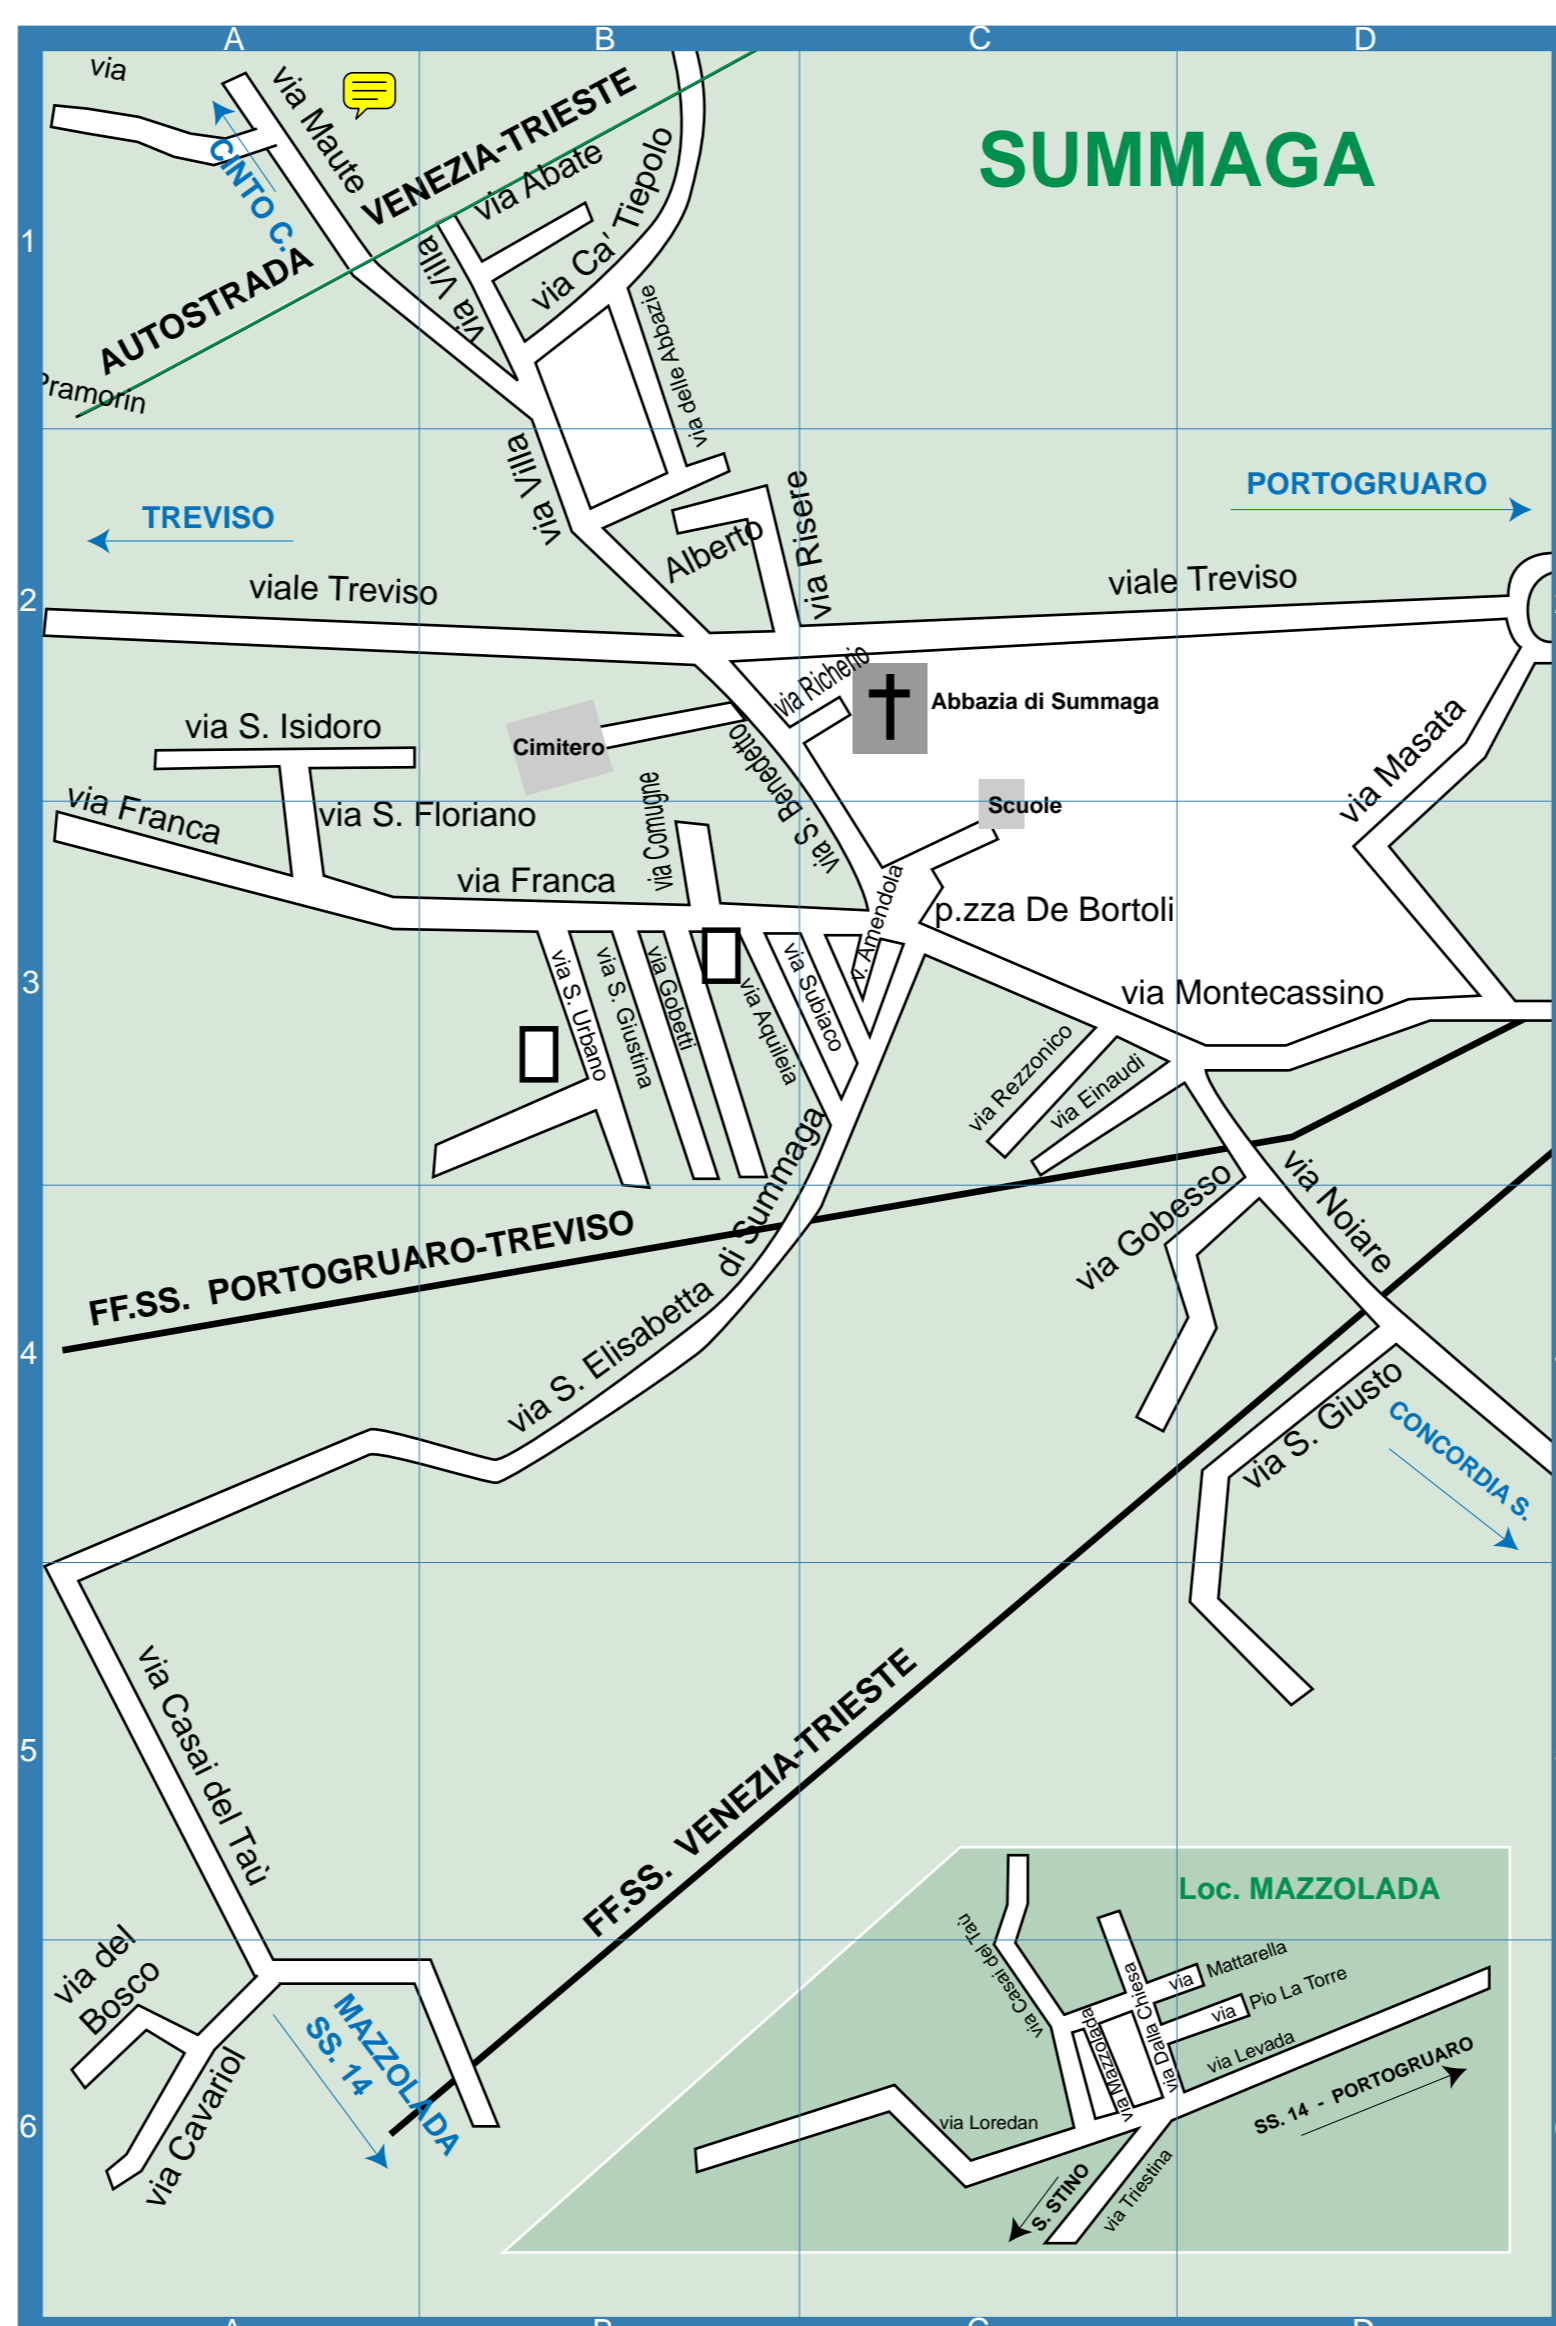 A
B
C
D
via
via Maute
CINTO C.
AUTOSTRADA
VENEZIA-TRIESTE
via Abate
via Ca' Tiepolo
via Villa
via delle Abbazie
SUMMAGA
1
Pramorin
via Villa
TREVISO
PORTOGRUARO
Alberto
via Risere
viale Treviso
viale Treviso
2
via Richerio
Abbazia di Summaga
via S. Isidoro
Cimitero
via S. Benedetto
via Masata
via Franca
via S. Floriano
via Comugne
Scuole
via Franca
v. Amendola
p.zza De Bortoli
3
via S. Urbano
via S. Giustina
via Gobetti
via Aquileia
via Subiaco
via Montecassino
via Rezzonico
via Einaudi
FF.SS. PORTOGRUARO-TREVISO
via S. Elisabetta di Summaga
via Gobesso
via Noiare
4
via S. Giusto
CONCORDIA S.
via Casai del Taù
5
FF.SS. VENEZIA-TRIESTE
Loc. MAZZOLADA
via del
Bosco
via Cavariol
MAZZOLADA
SS. 14
6
via Casai del Taù
via Mattarella
via Pio La Torre
via Mazzolada
via Dalla Chiesa
via Levada
via Loredan
SS. 14 - PORTOGRUARO
S. STINO
via Triestina
A
B
C
D